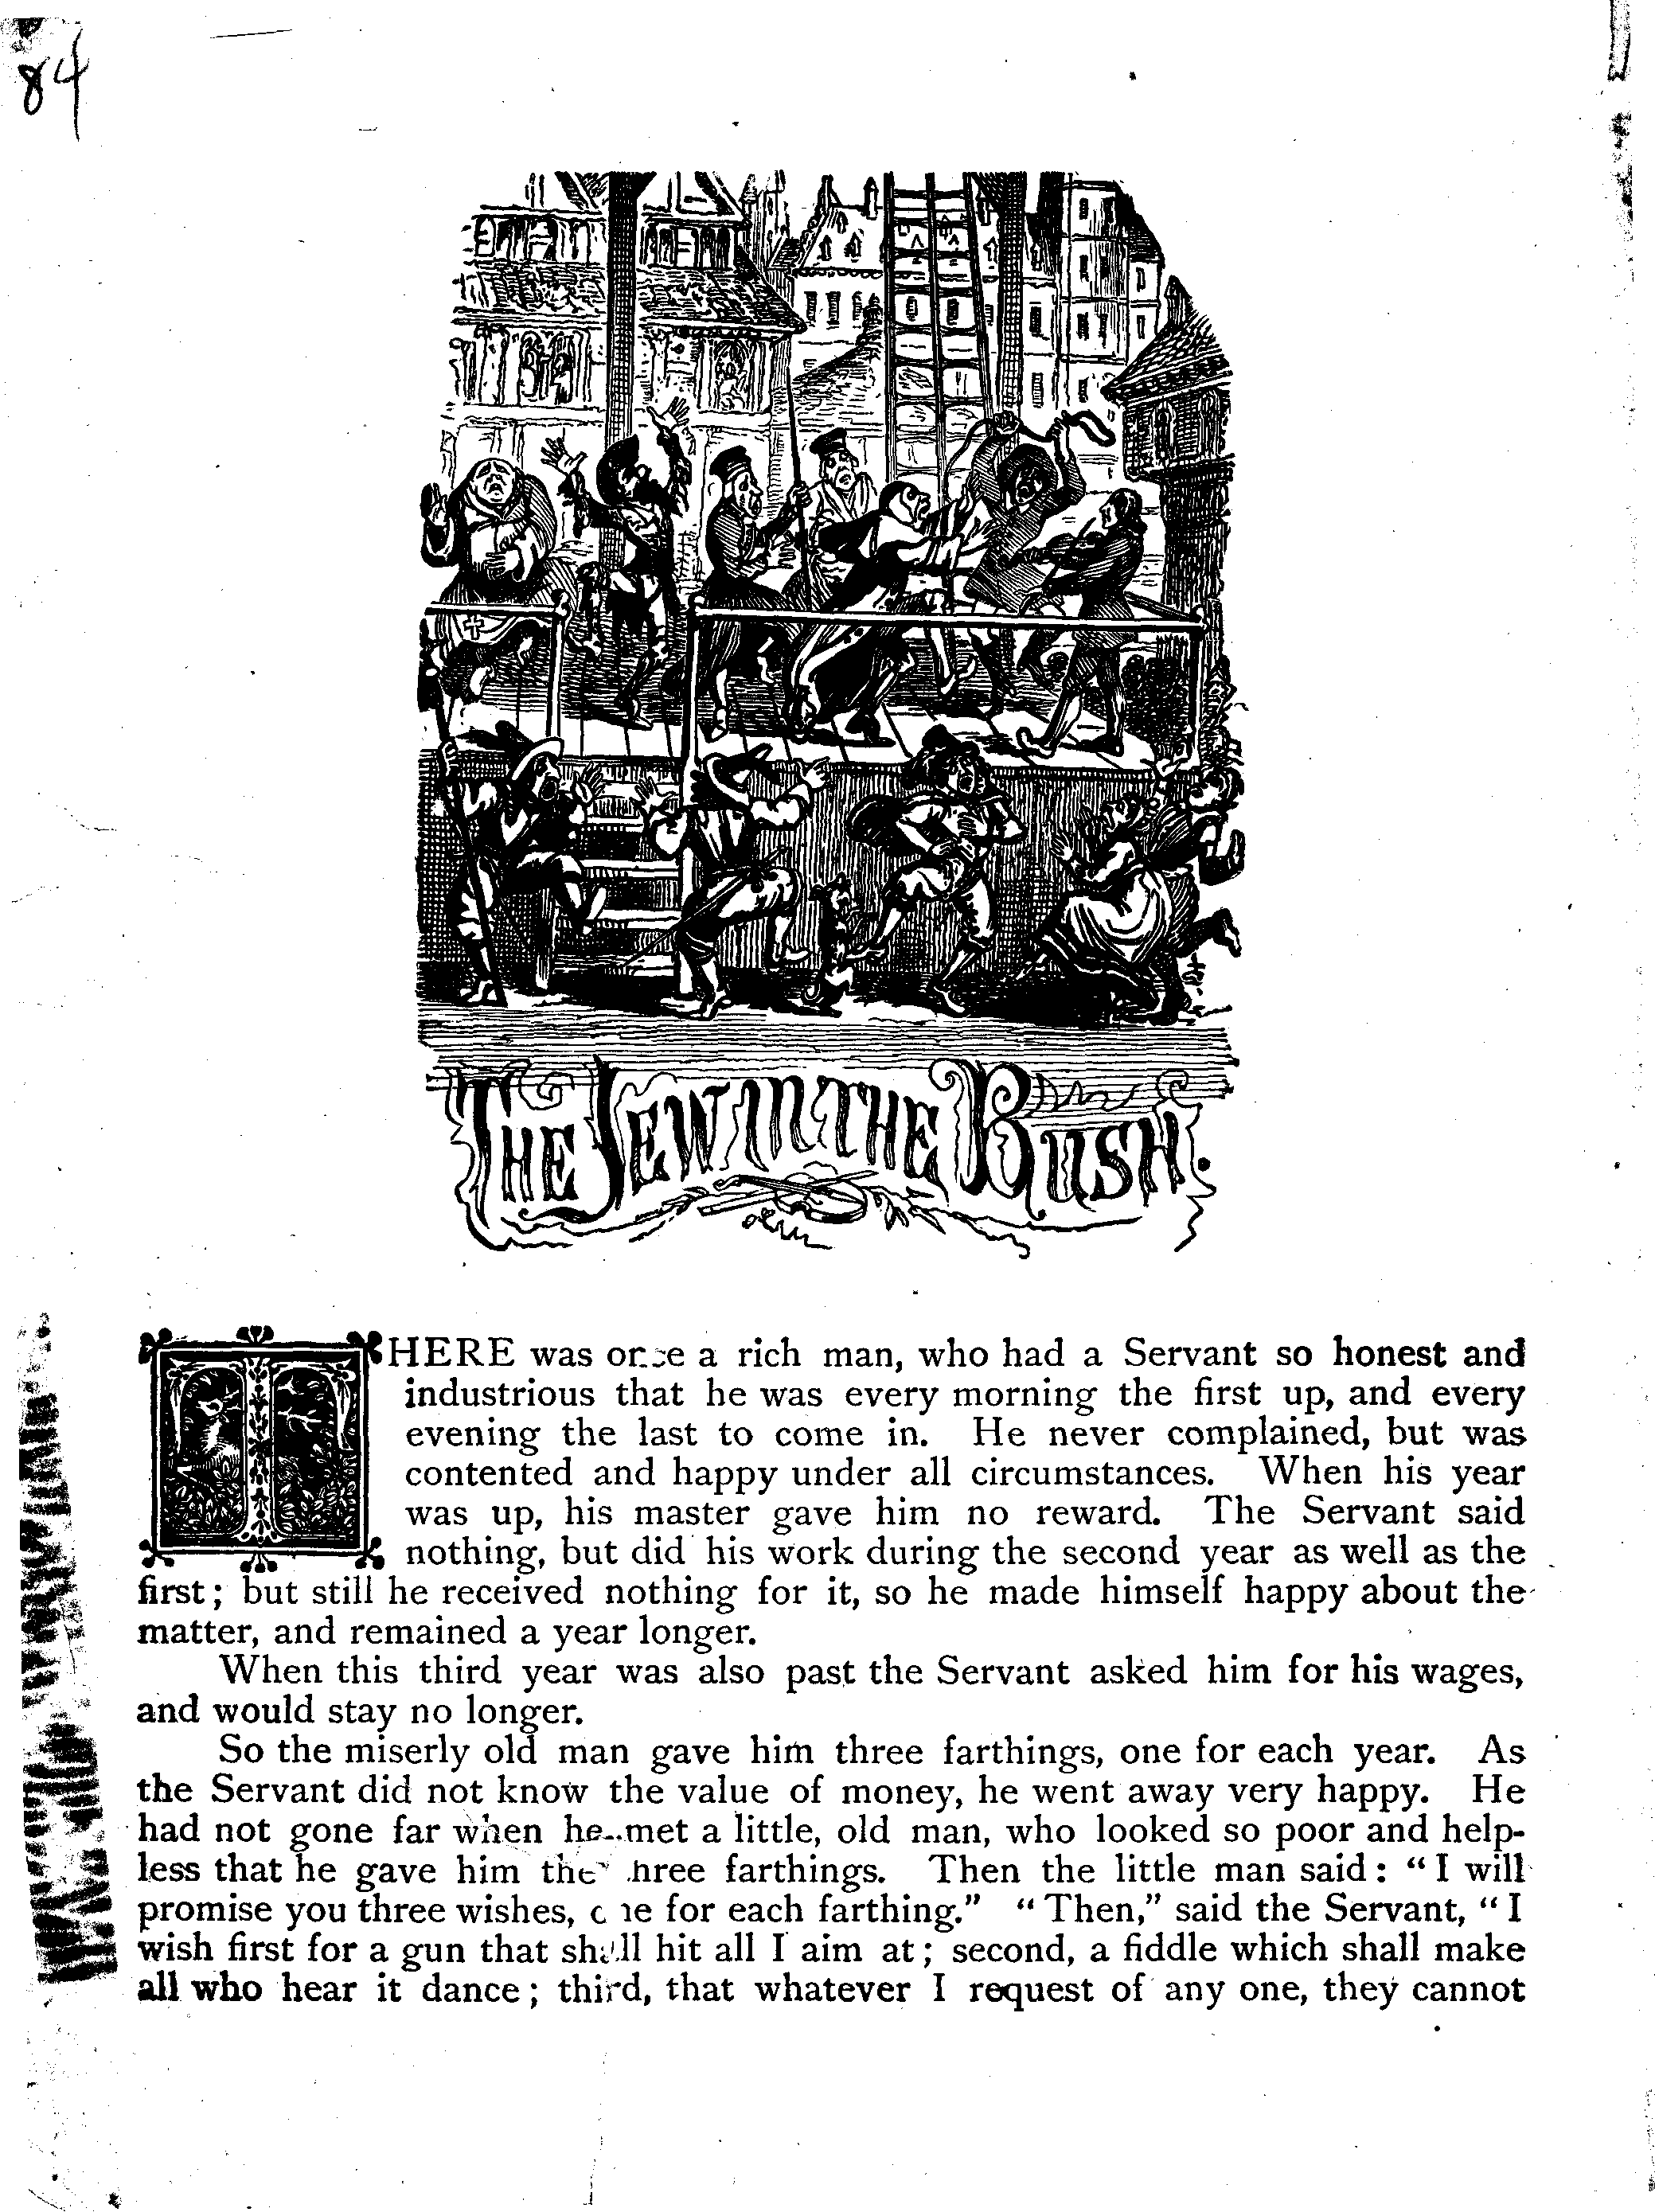 84
THE JEW IN THE BUSH.
THERE was once a rich man, who had a Servant so honest and
industrious that he was every morning the first up, and every
evening the last to come in. He never complained, but was
contented and happy under all circumstances. When his year
was up, his master gave him no reward. The Servant said
nothing, but did his work during the second year as well as the
first; but still he received nothing for it, so he made himself happy about the
matter, and remained a year longer.
When this third year was also past the Servant asked him for his wages,
and would stay no longer.
So the miserly old man gave him three farthings, one for each year. As
the Servant did not know the value of money, he went away very happy. He
had not gone far when he met a little, old man, who looked so poor and help-
less that he gave him the three farthings. Then the little man said: “I will
promise you three wishes, one for each farthing.” “Then,” said the Servant, “I
wish first for a gun that shall hit all I aim at; second, a fiddle which shall make
all who hear it dance; third, that whatever I request of any one, they cannot